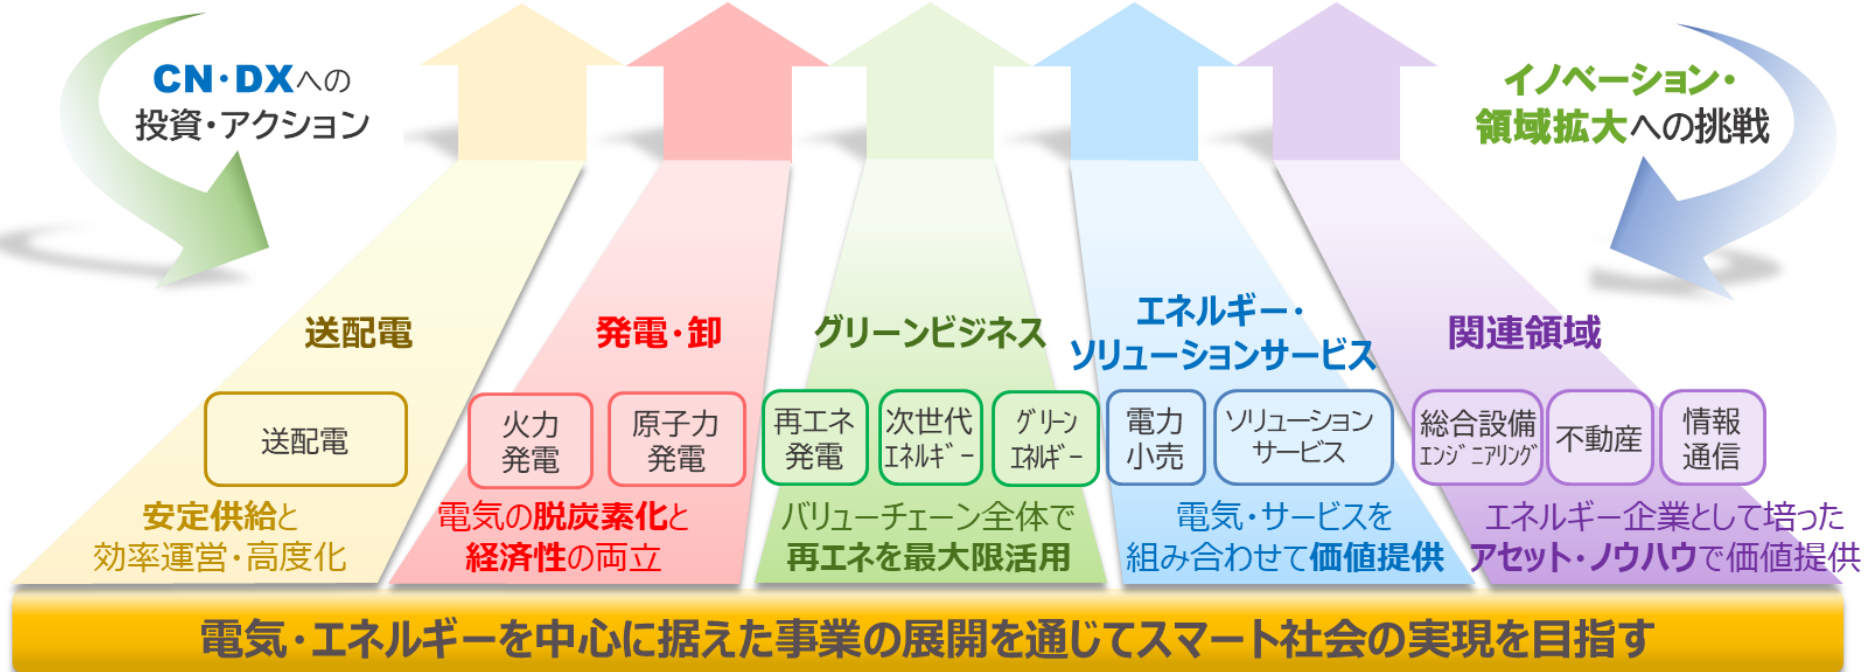 CN・DXへの
投資・アクション
イノベーション・
領域拡大への挑戦
送配電
発電・卸
グリーンビジネス
エネルギー・
ソリューションサービス
関連領域
送配電
火力
発電
原子力
発電
再エネ
発電
次世代
エネルギー
グリーン
エネルギー
電力
小売
ソリューション
サービス
総合設備
エンジニアリング
不動産
情報
通信
安定供給と
効率運営・高度化
電気の脱炭素化と
経済性の両立
バリューチェーン全体で
再エネを最大限活用
電気・サービスを
組み合わせて価値提供
エネルギー企業として培った
アセット・ノウハウで価値提供
電気・エネルギーを中心に据えた事業の展開を通じてスマート社会の実現を目指す